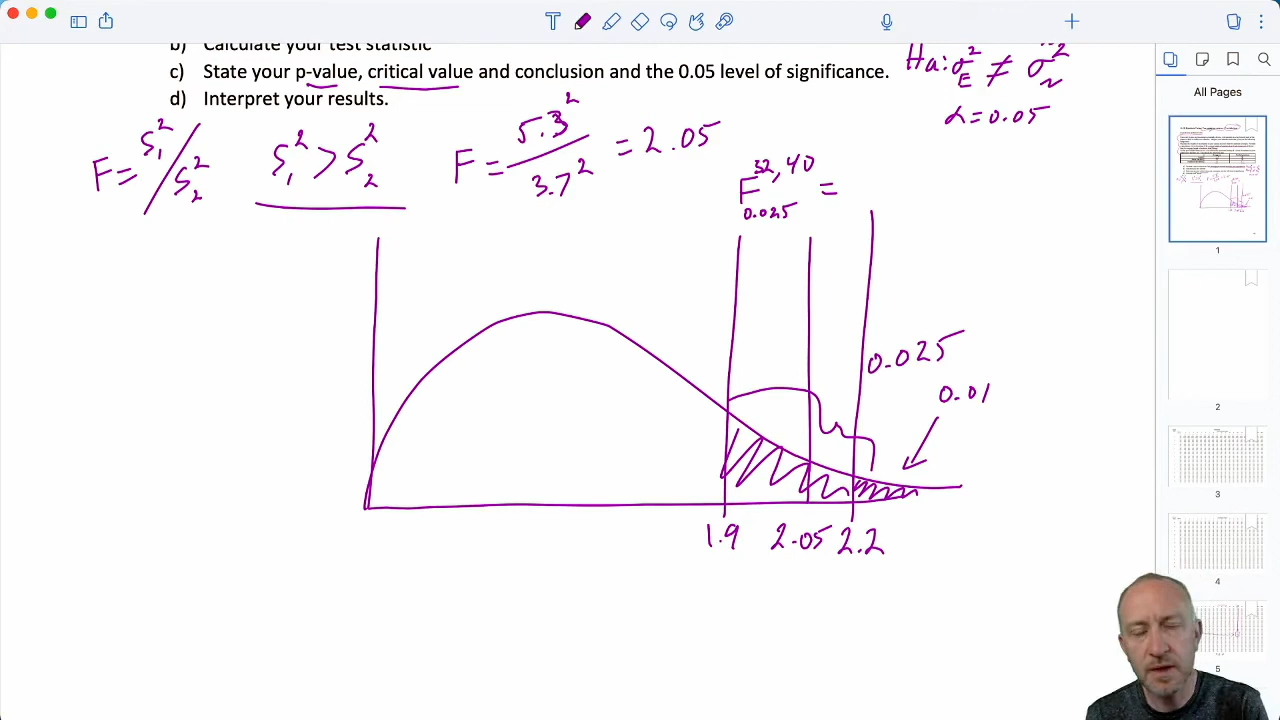 b) Calculate your test statistic
c) State your p-value, critical value and conclusion and the 0.05 level of significance.
d) Interpret your results.
Ha: σ²E ≠ σ²N
α = 0.05
F = S₁² / S₂²
S₁² > S₂²
F = 5.3² / 3.7² = 2.05
F 32,40 0.025 =
0.025
0.01
1.9 2.05 2.2
All Pages
1
2
3
4
5